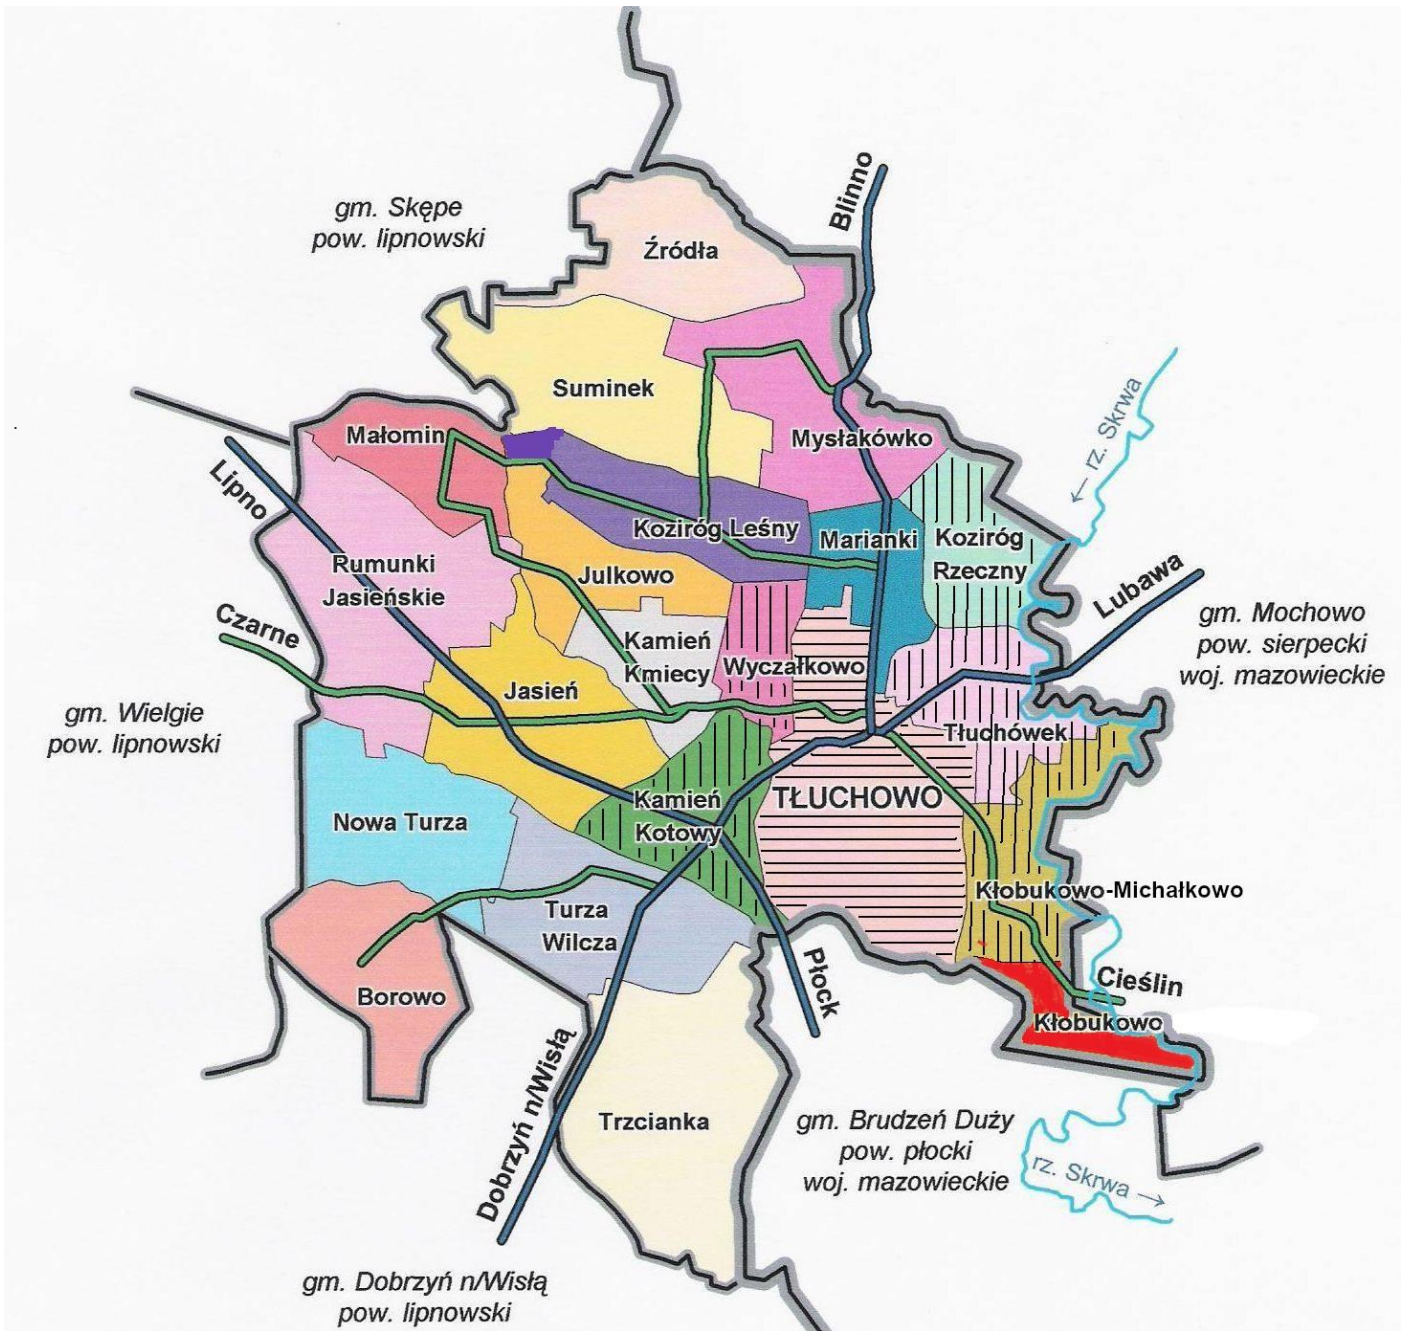 Blinno
gm. Skępe
pow. lipnowski
Źródła
rz. Skrwa
Suminek
Małomin
Mysłakówko
Lipno
Koziróg Leśny
Marianki
Koziróg
Rzeczny
Rumunki
Jasieńskie
Julkowo
Lubawa
Czarne
gm. Mochowo
pow. sierpecki
woj. mazowieckie
Kamień
Kmiecy
Wyczałkowo
Jasień
gm. Wielgie
pow. lipnowski
Tłuchówek
Kamień
Kotowy
TŁUCHOWO
Nowa Turza
Kłobukowo-Michałkowo
Turza
Wilcza
Płock
Cieślin
Borowo
Kłobukowo
Dobrzyń n/Wisłą
Trzcianka
gm. Brudzeń Duży
pow. płocki
woj. mazowieckie
rz. Skrwa
gm. Dobrzyń n/Wisłą
pow. lipnowski